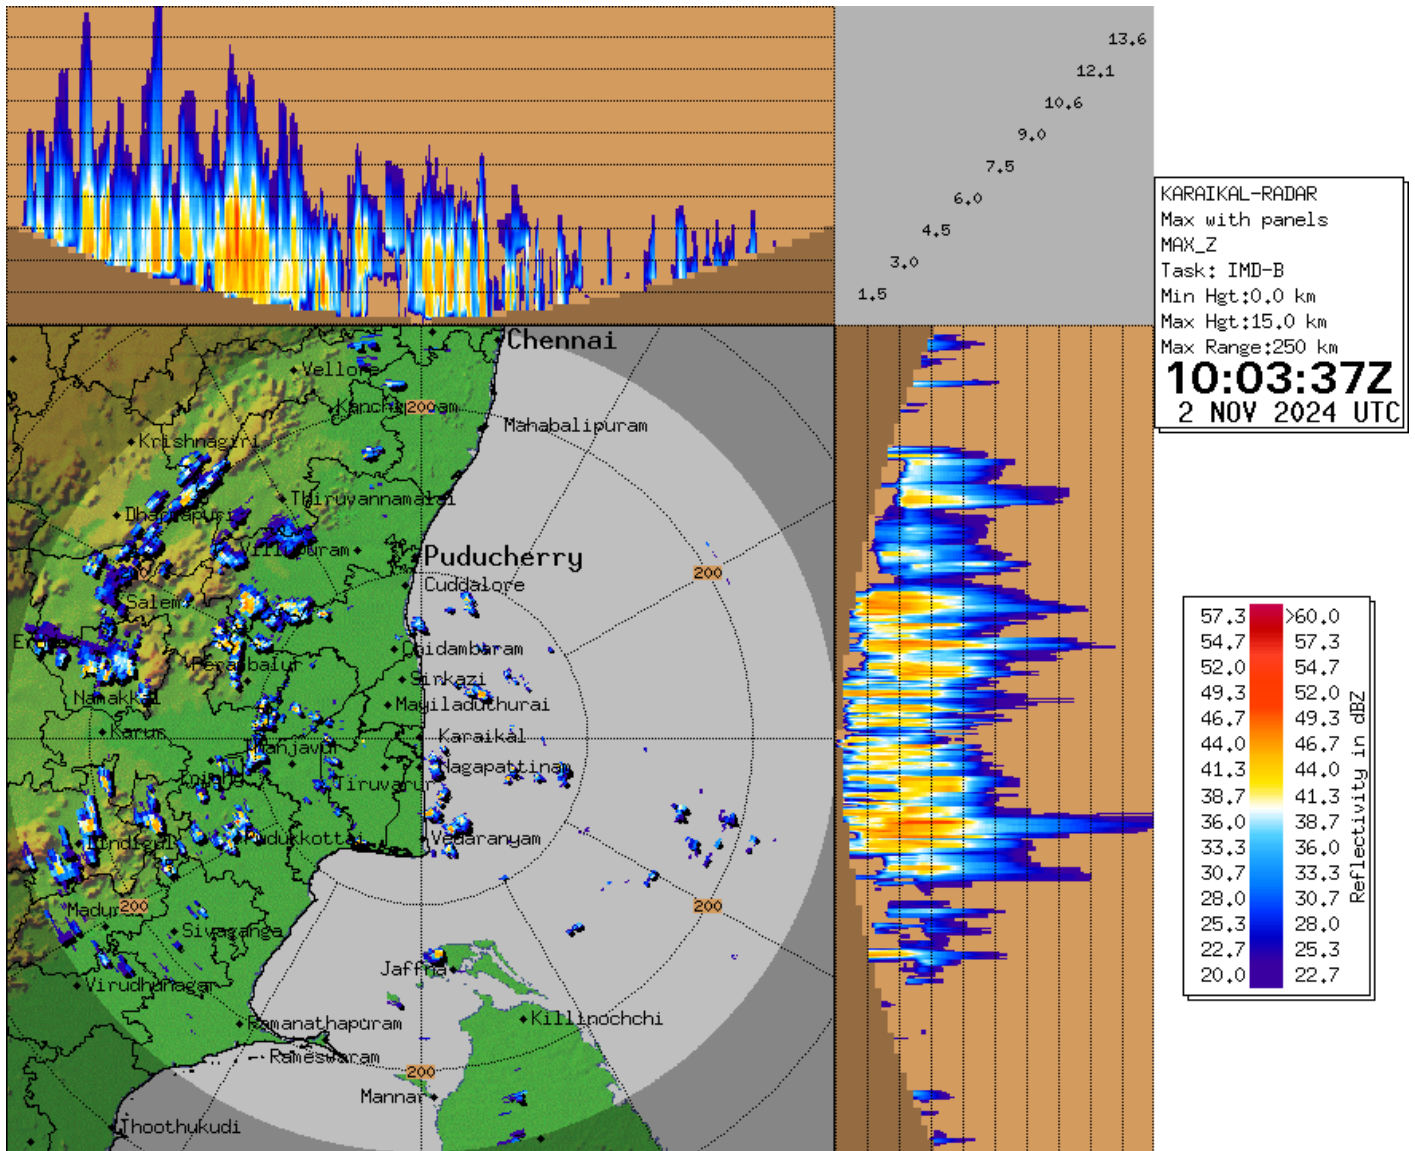 13.6
12.1
10.6
9.0
7.5
6.0
4.5
3.0
1.5
KARAIKAL-RADAR
Max with panels
MAX_Z
Task: IMD-B
Min Hgt:0.0 km
Max Hgt:15.0 km
Max Range:250 km
10:03:37Z
2 NOV 2024 UTC
Chennai
Vellore
200
Mahabalipuram
Krishnagiri
Thiruvannamalai
Dharmapuri
Villupuram
Puducherry
200
Cuddalore
Salem
Chidambaram
Perambalur
Sirkazi
Namakkal
Mayiladuthurai
Karur
Karaikal
Thanjavur
Nagapattinam
Tiruvarur
Dindigul
Pudukkottai
Vedaranyam
200
200
Sivaganga
Jaffna
Virudhunagar
Ramanathapuram
Killinochchi
Rameswaram
200
Mannar
Thoothukudi
57.3 >60.0
54.7 57.3
52.0 54.7
49.3 52.0
46.7 49.3
44.0 46.7
41.3 44.0
38.7 41.3
36.0 38.7
33.3 36.0
30.7 33.3
28.0 30.7
25.3 28.0
22.7 25.3
20.0 22.7
Reflectivity in dBZ